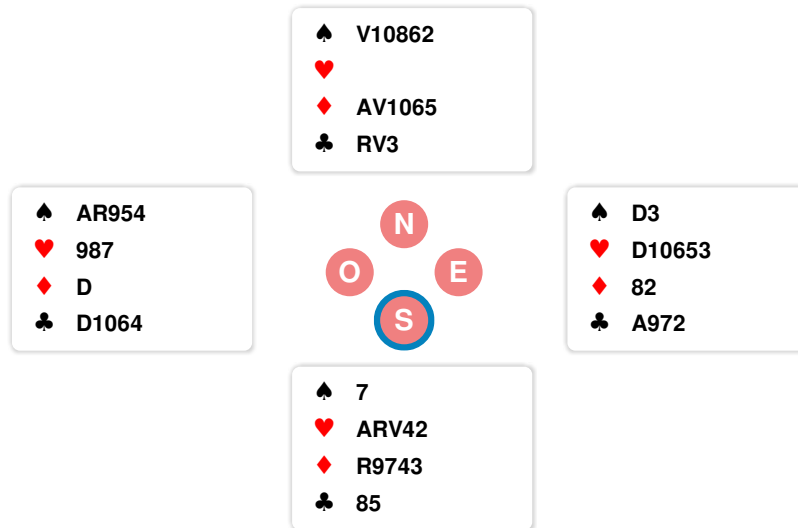 ♠ V10862
♥
♦ AV1065
♣ RV3
♠ AR954
♥ 987
♦ D
♣ D1064
N
O E
S
♠ D3
♥ D10653
♦ 82
♣ A972
♠ 7
♥ ARV42
♦ R9743
♣ 85